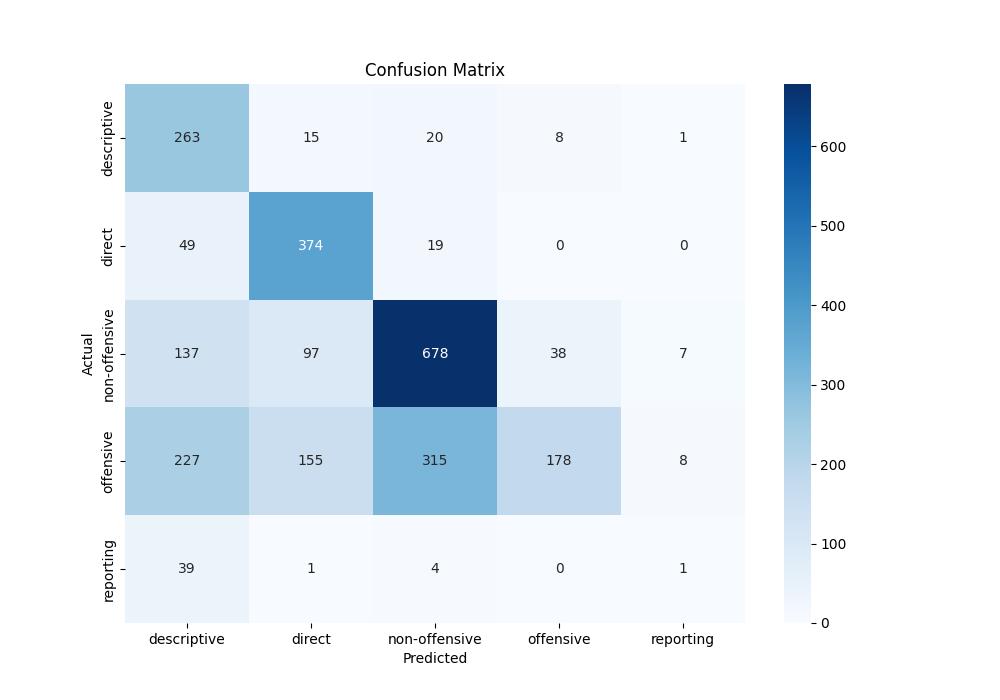 Confusion Matrix
descriptive 263 15 20 8 1
direct 49 374 19 0 0
non-offensive 137 97 678 38 7
offensive 227 155 315 178 8
reporting 39 1 4 0 1
Actual
descriptive direct non-offensive offensive reporting
Predicted
600
500
400
300
200
100
0